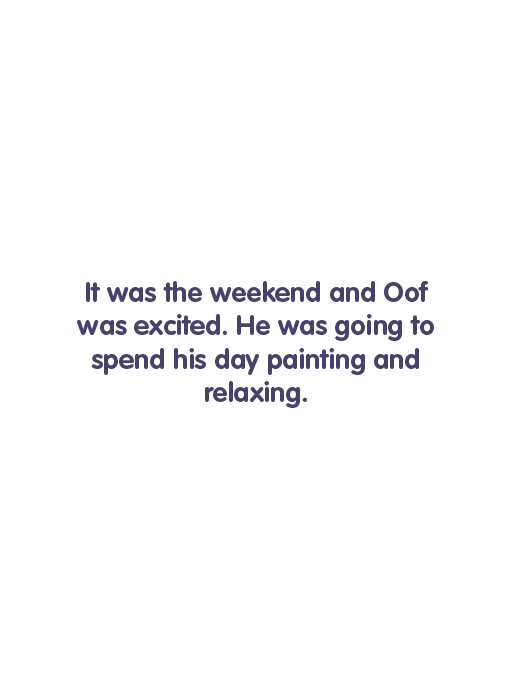 It was the weekend and Oof
was excited. He was going to
spend his day painting and
relaxing.